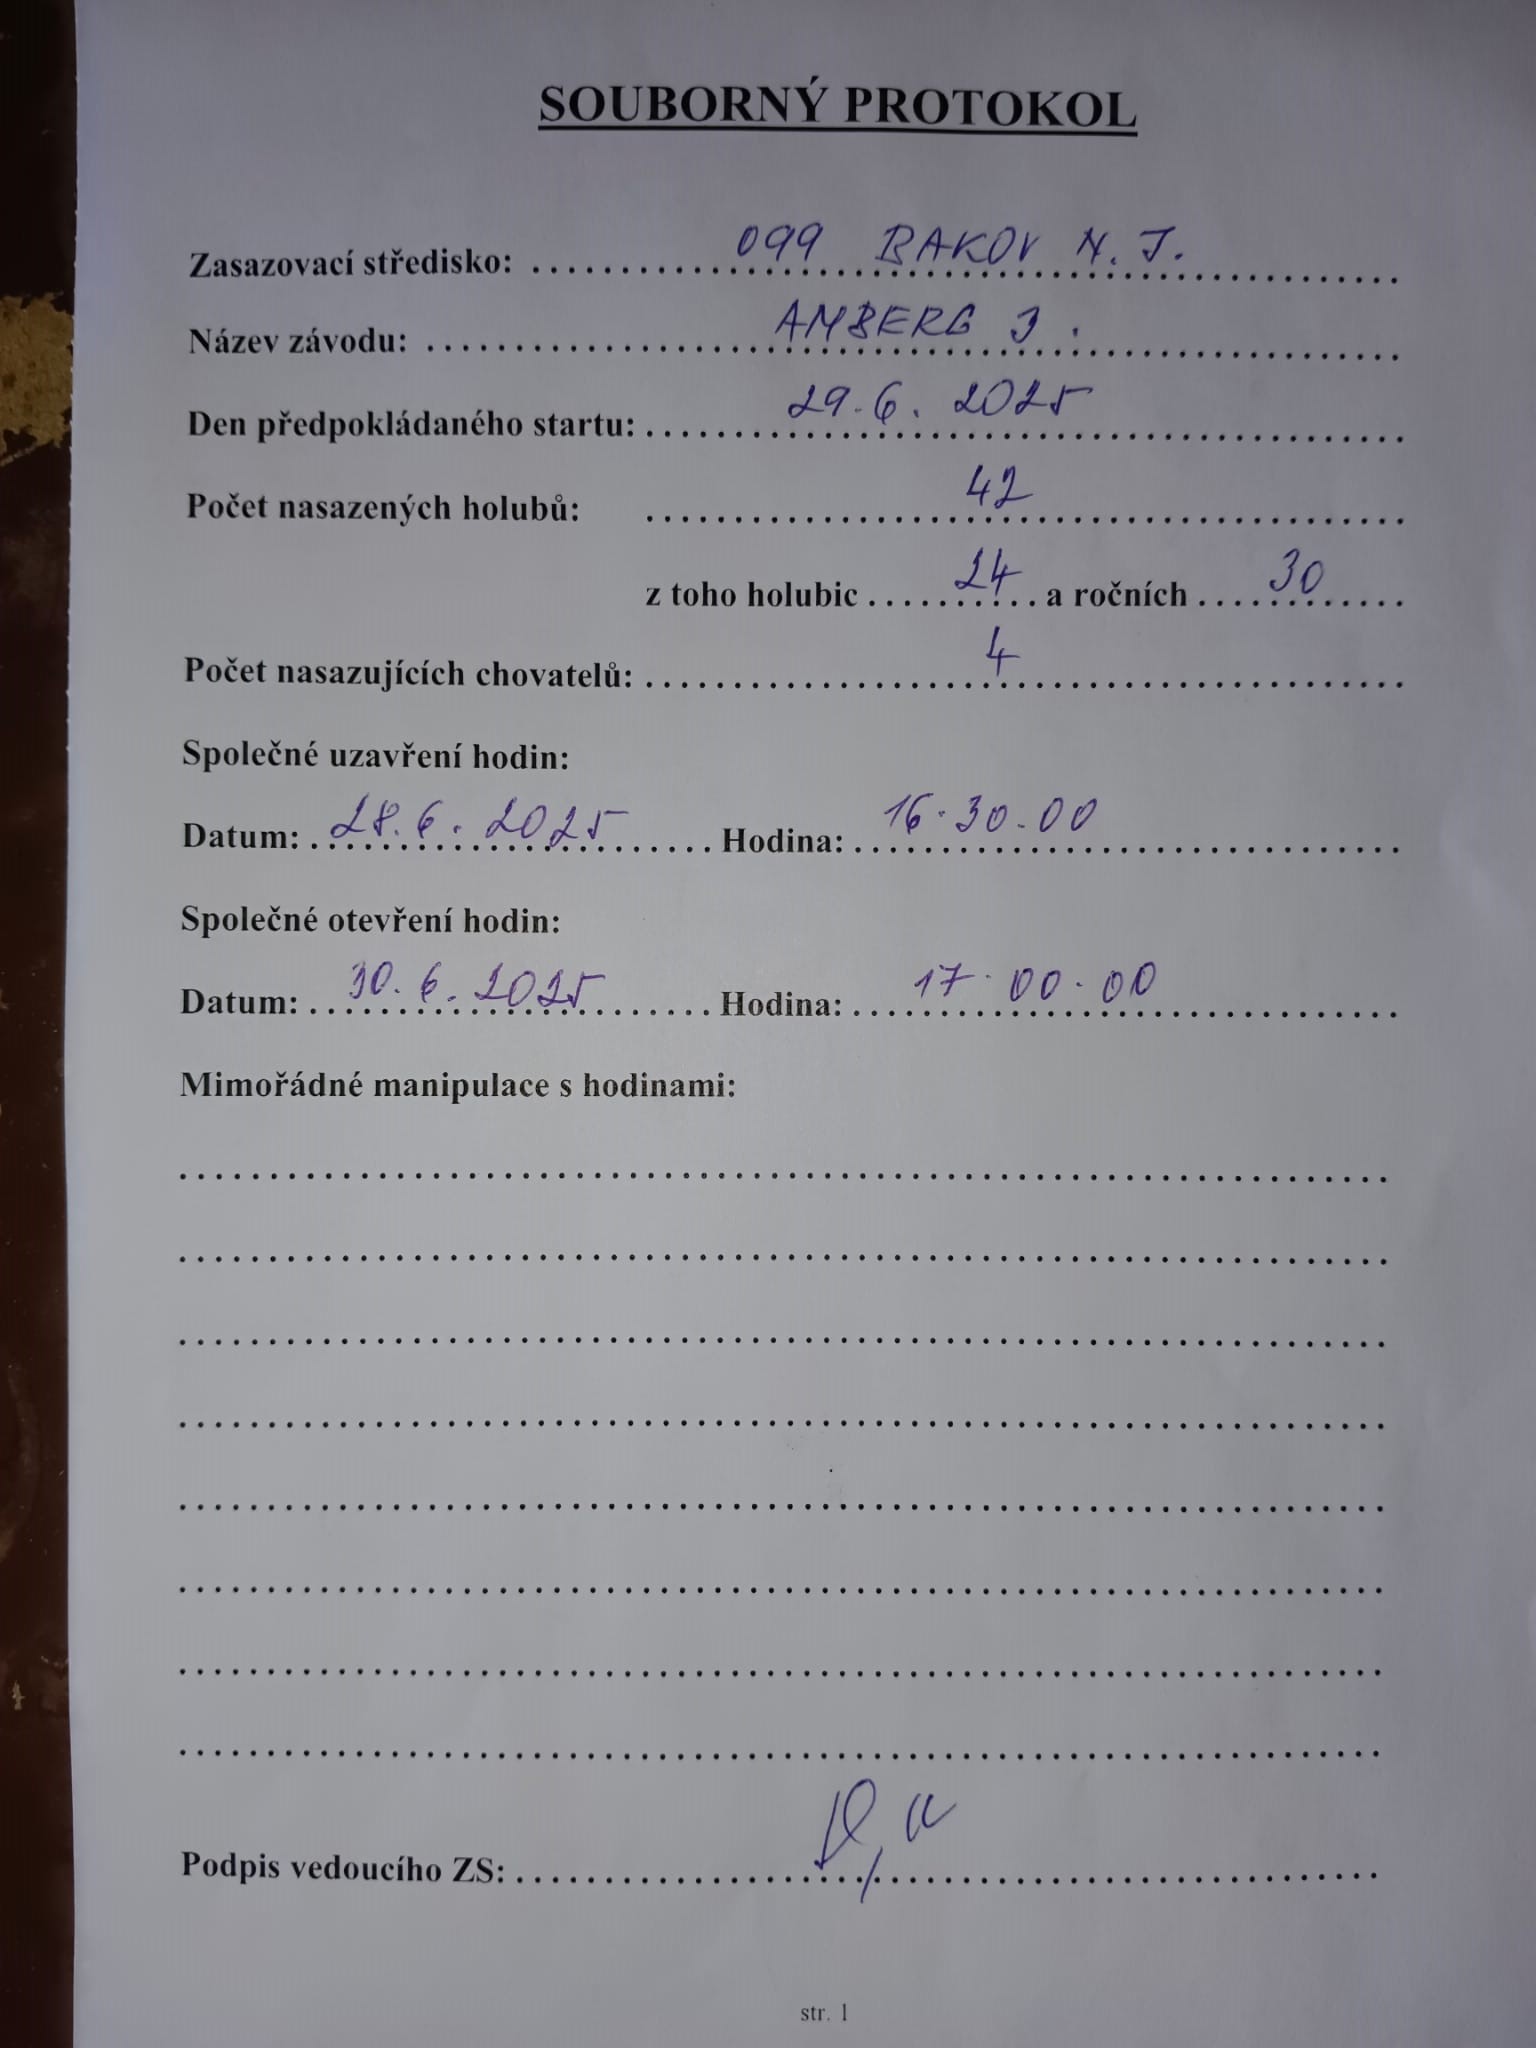 SOUBORNÝ PROTOKOL
Zasazovací středisko: 099 BAKOV N. J.
Název závodu: AMBERG I.
Den předpokládaného startu: 29.6. 2025
Počet nasazených holubů: 42
z toho holubic 24 a ročních 30
Počet nasazujících chovatelů: 4
Společné uzavření hodin:
Datum: 28.6. 2025 Hodina: 16.30.00
Společné otevření hodin:
Datum: 30.6.2025 Hodina: 17.00.00
Mimořádné manipulace s hodinami:
Podpis vedoucího ZS:
str. 1